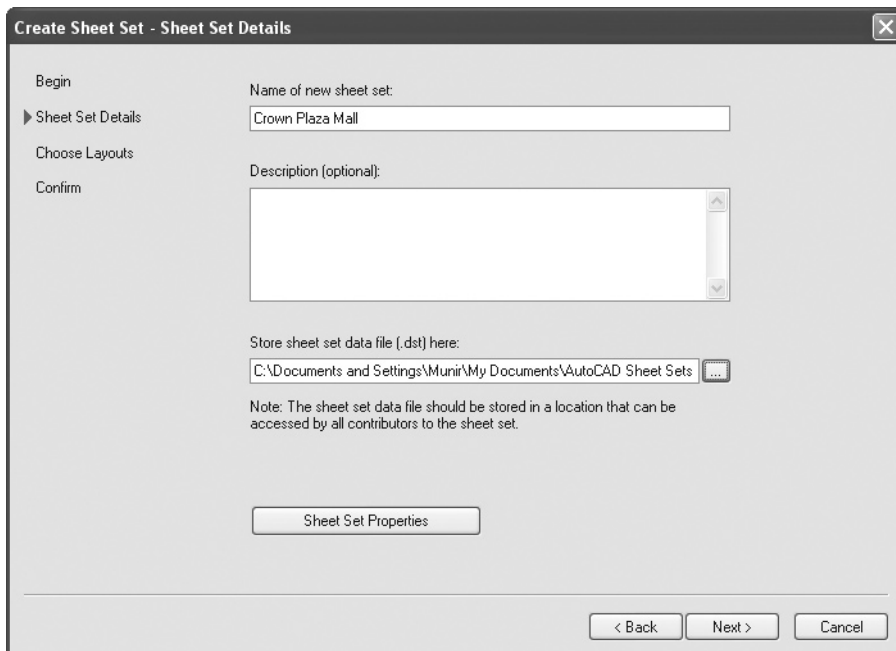 Create Sheet Set - Sheet Set Details
Begin
Sheet Set Details
Choose Layouts
Confirm
Name of new sheet set:
Crown Plaza Mall
Description (optional):
Store sheet set data file (.dst) here:
C:\Documents and Settings\Munir\My Documents\AutoCAD Sheet Sets
...
Note: The sheet set data file should be stored in a location that can be
accessed by all contributors to the sheet set.
Sheet Set Properties
< Back
Next >
Cancel